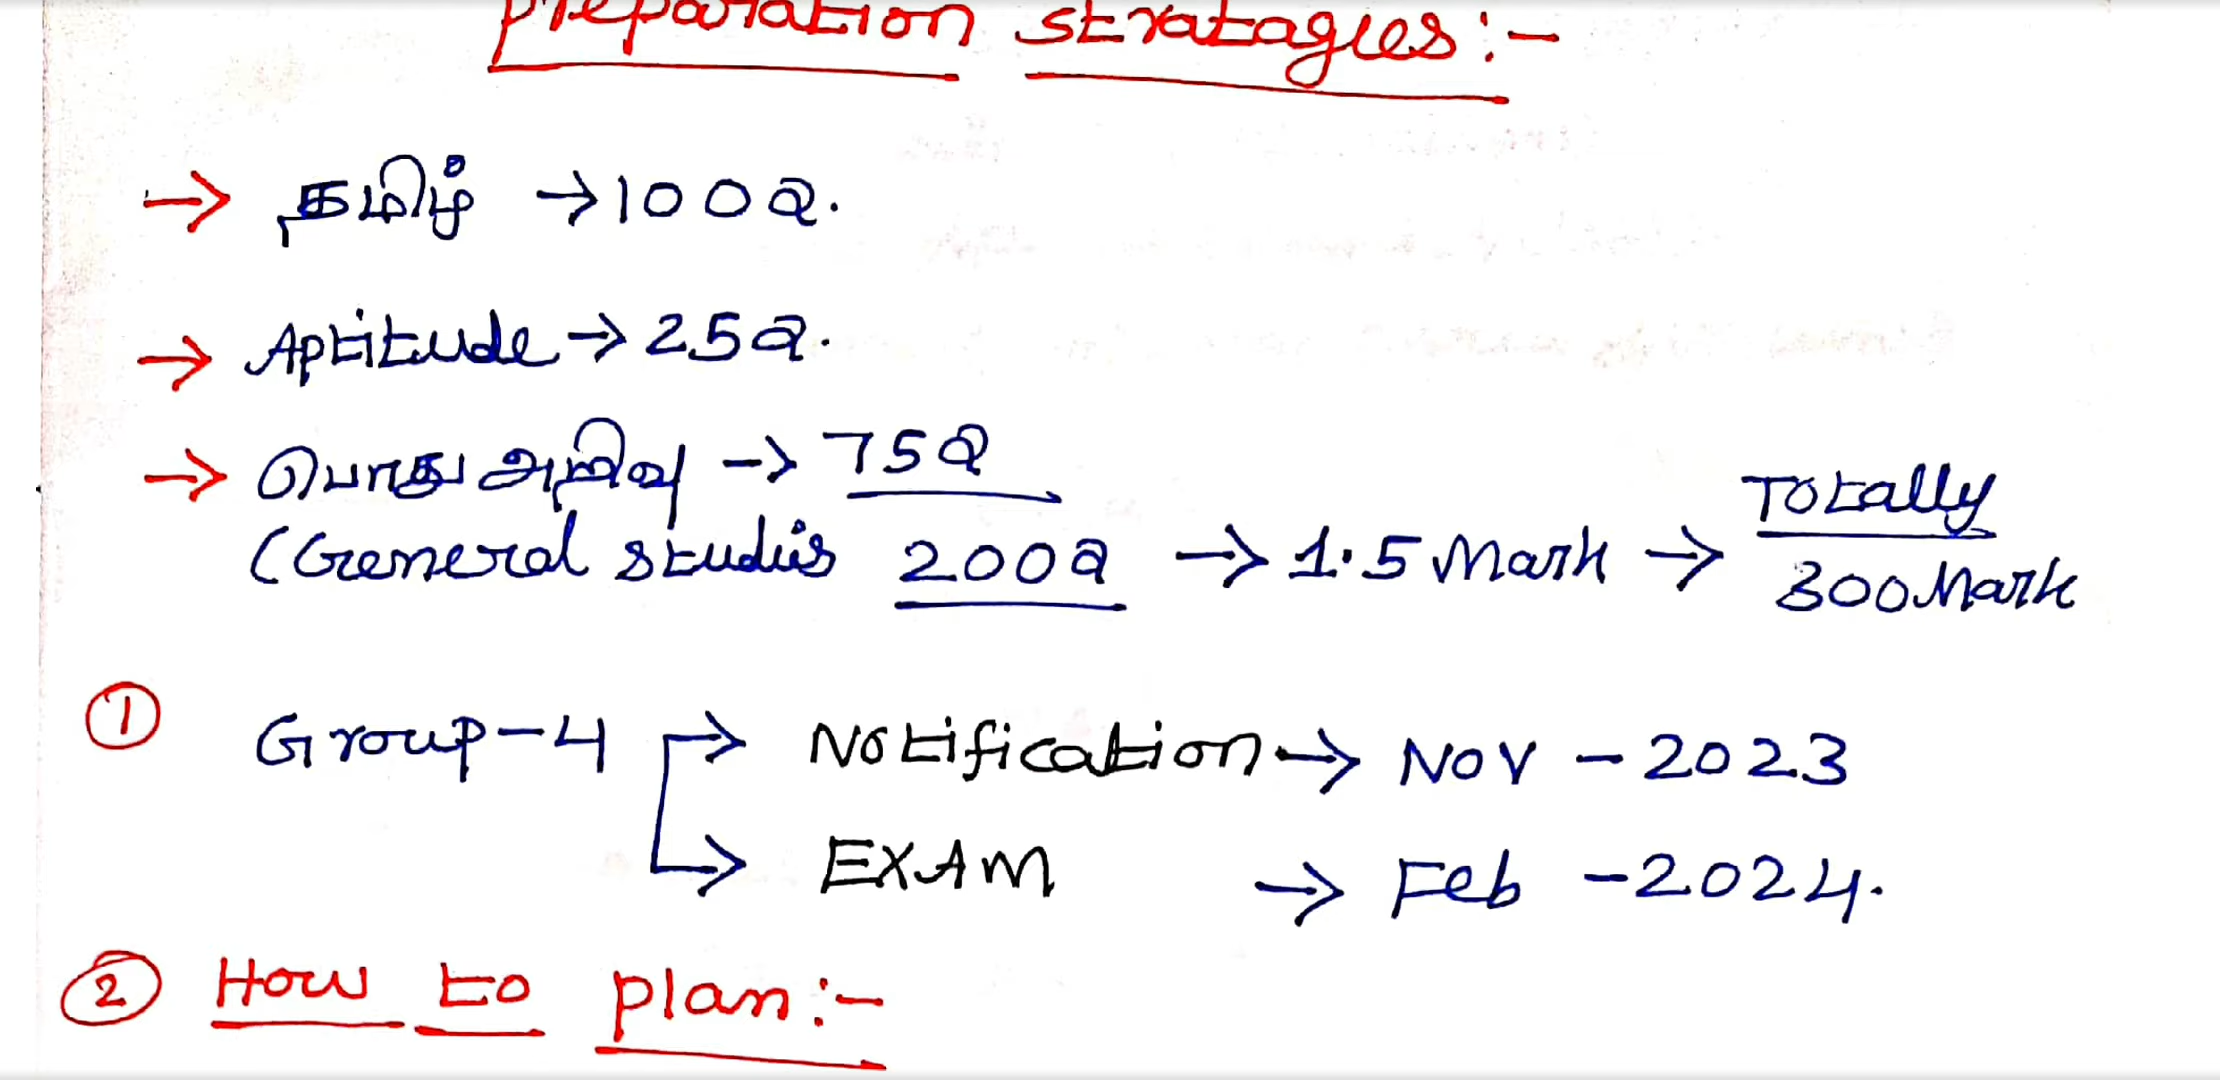 preparation stratagies:-
→ தமிழ் → 100Q.
→ Aptitude → 25Q.
→ பொது அறிவு → 75Q
(General studies 200Q → 1.5 Mark → Totally 300 Mark
① Group-4 → Notification → Nov - 2023
→ EXAM → Feb - 2024.
② How to plan:-